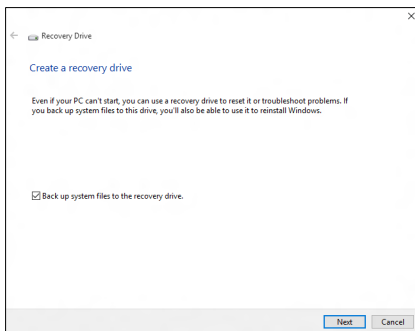 Recovery Drive
Create a recovery drive
Even if your PC can't start, you can use a recovery drive to reset it or troubleshoot problems. If
you back up system files to this drive, you'll also be able to use it to reinstall Windows.
Back up system files to the recovery drive.
Next Cancel